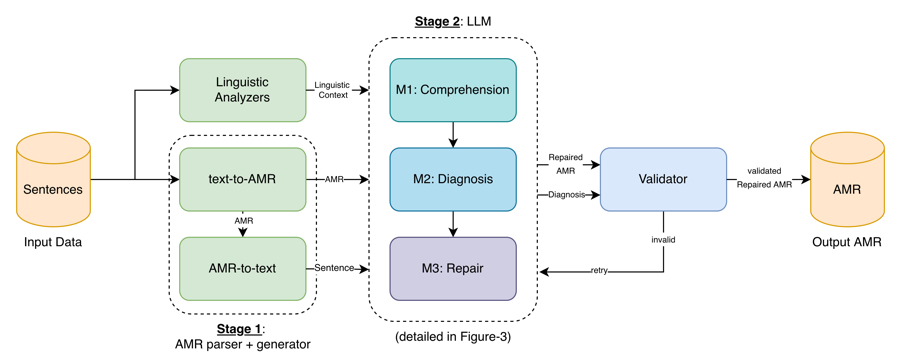 Stage 2: LLM
Linguistic
Analyzers
Linguistic
Context
M1: Comprehension
Sentences
Input Data
text-to-AMR
AMR
AMR
AMR-to-text
Sentence
Stage 1:
AMR parser + generator
M2: Diagnosis
M3: Repair
(detailed in Figure-3)
Repaired
AMR
Diagnosis
Validator
invalid
retry
validated
Repaired AMR
AMR
Output AMR